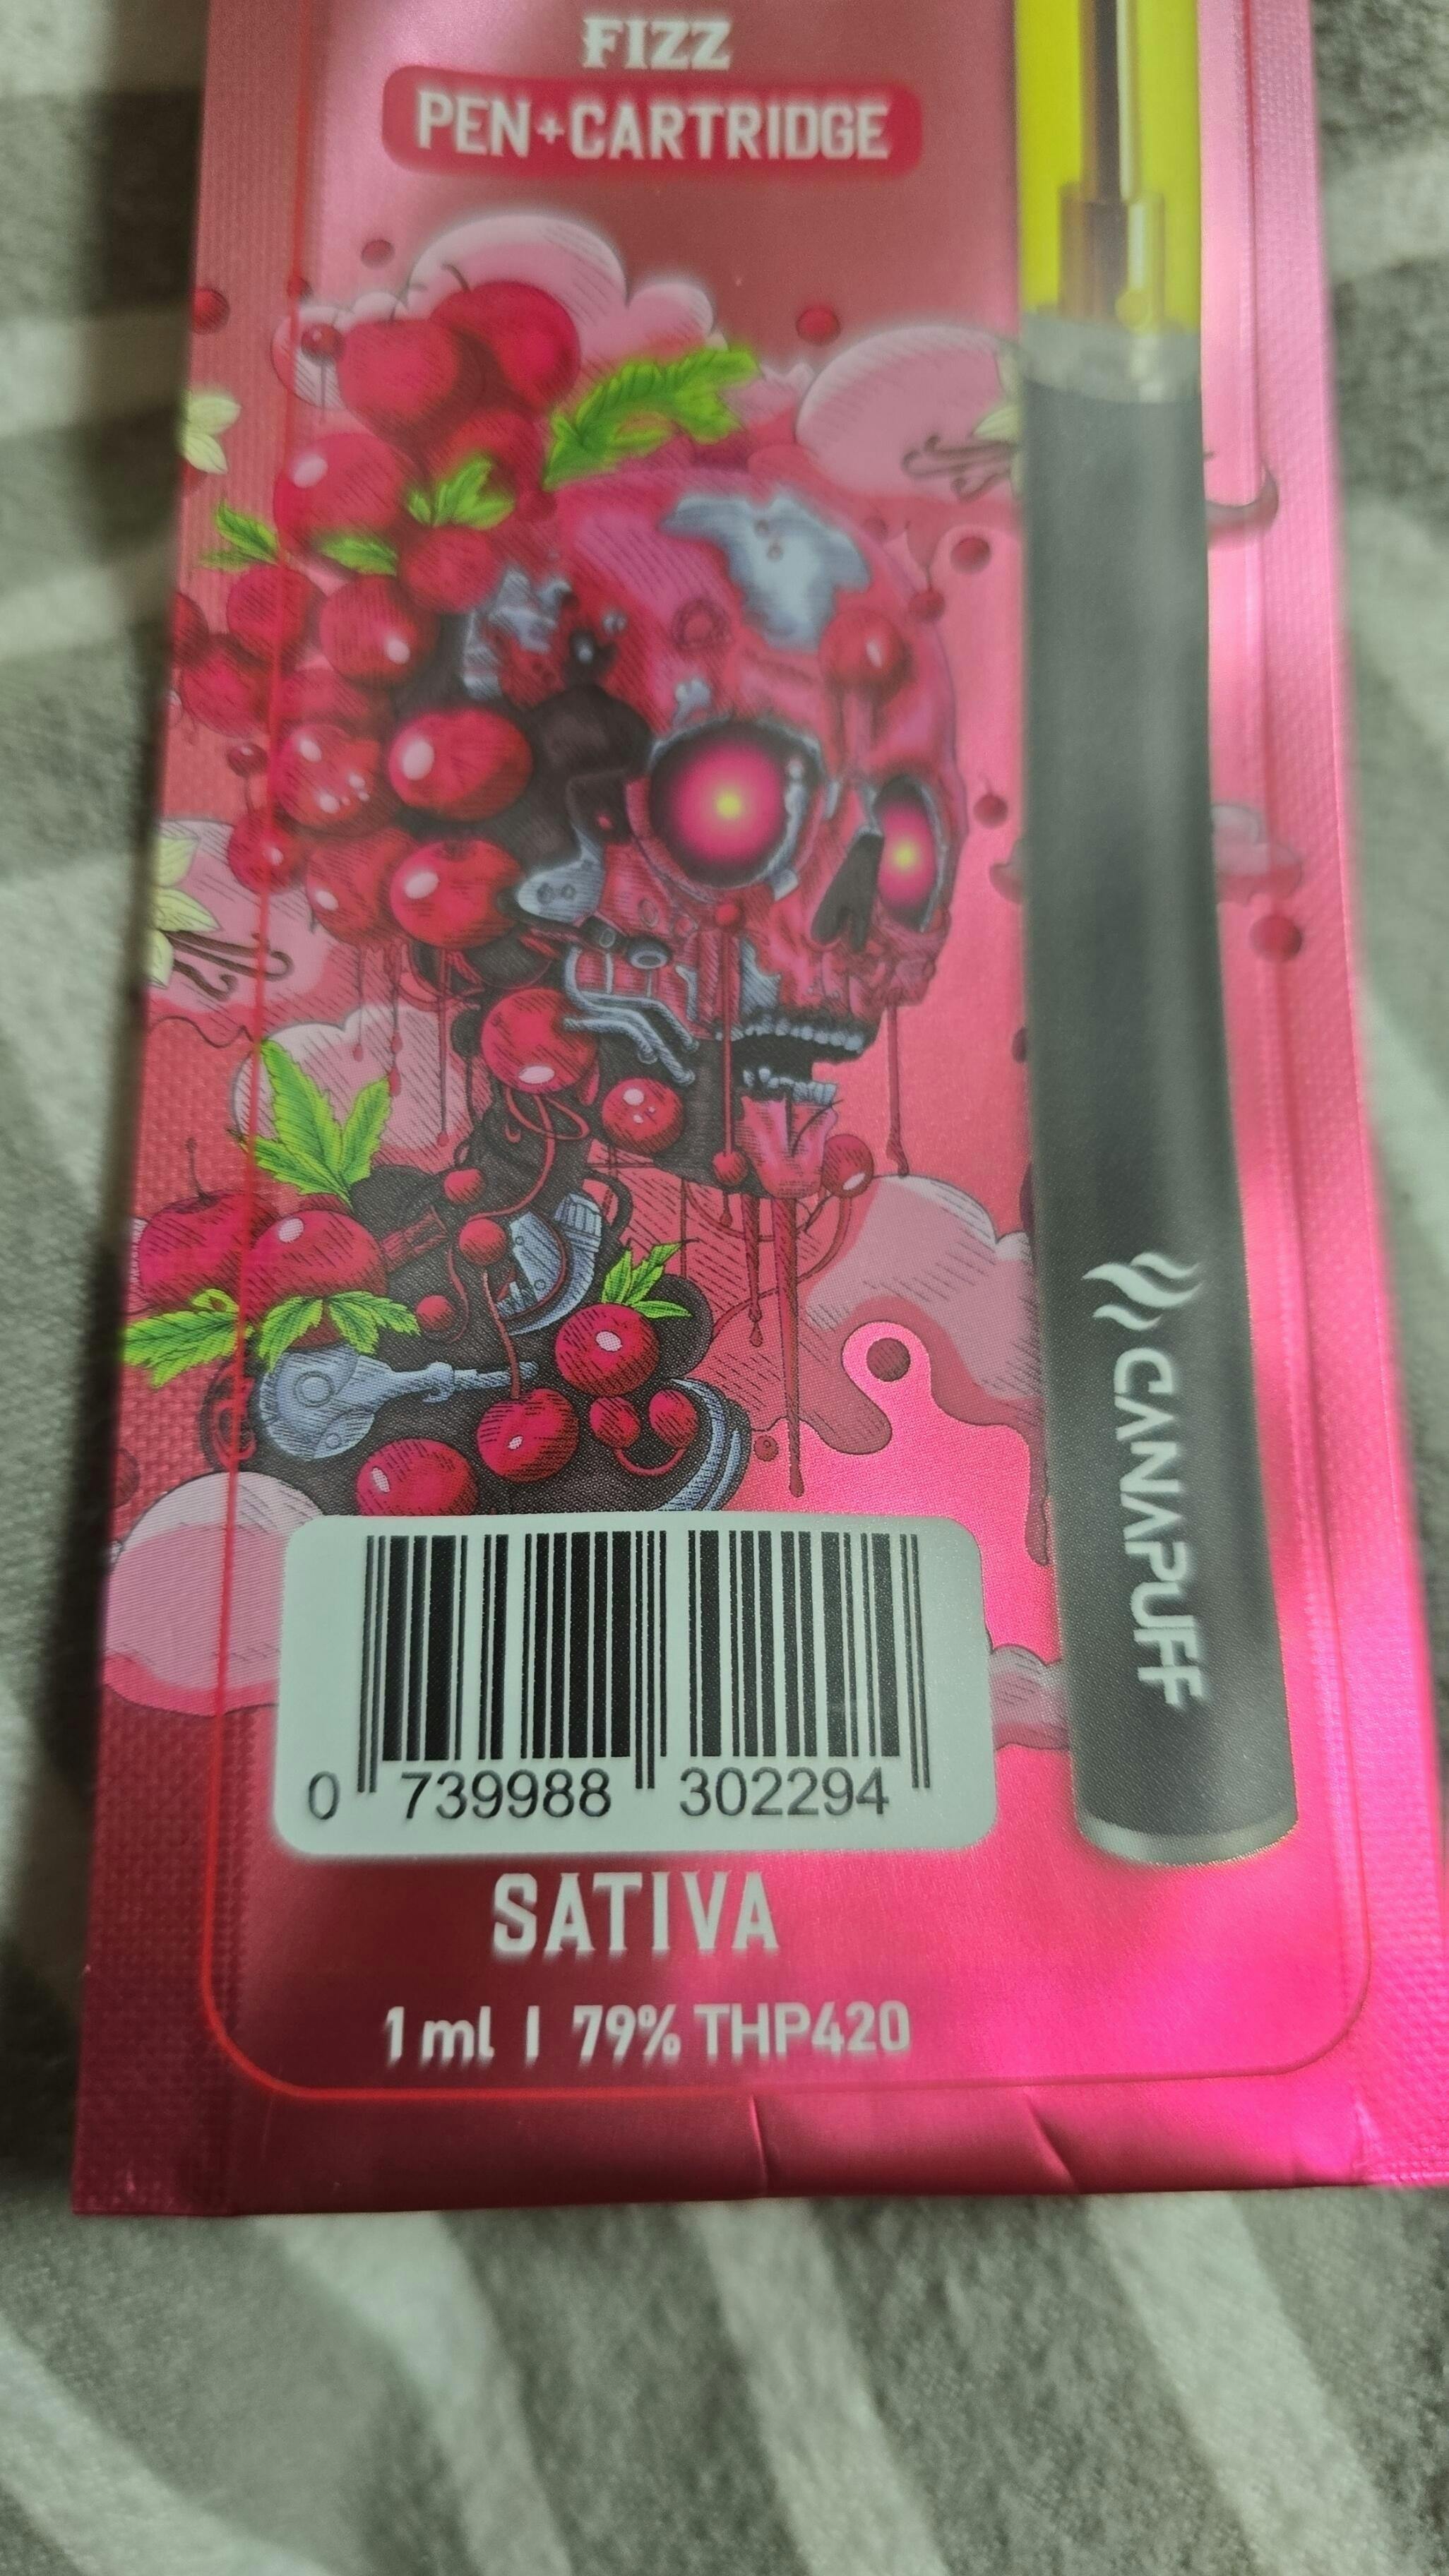 FIZZ
PEN+CARTRIDGE
CANAPUFF
0 739988 302294
SATIVA
1 ml | 79% THP420